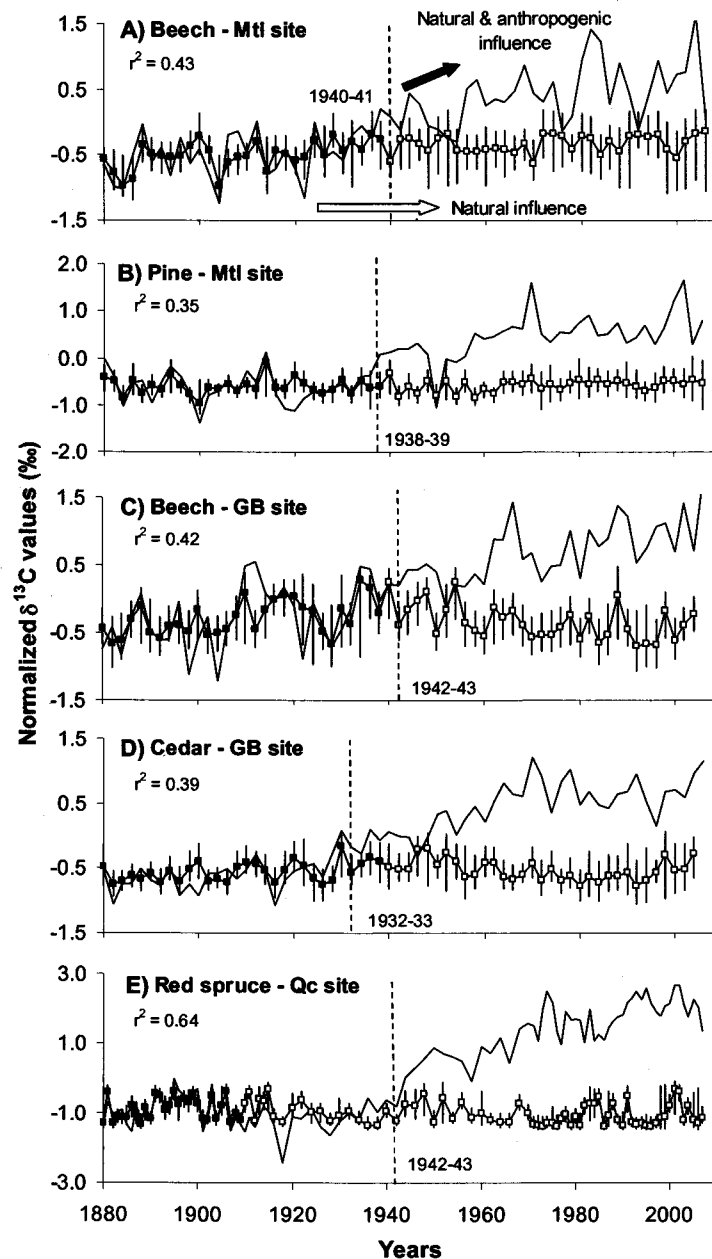 A) Beech - Mtl site
r² = 0.43
Natural & anthropogenic
influence
1940-41
Natural influence
1.5
0.5
-0.5
-1.5
B) Pine - Mtl site
r² = 0.35
1938-39
2.0
1.0
0.0
-1.0
-2.0
C) Beech - GB site
r² = 0.42
1942-43
1.5
0.5
-0.5
-1.5
D) Cedar - GB site
r² = 0.39
1932-33
1.5
0.5
-0.5
-1.5
E) Red spruce - Qc site
r² = 0.64
1942-43
3.0
1.0
-1.0
-3.0
Normalized δ¹³C values (‰)
1880 1900 1920 1940 1960 1980 2000
Years